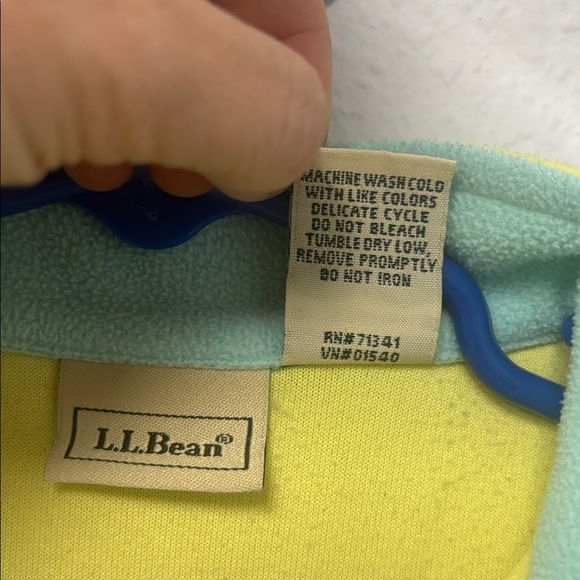 MACHINE WASH COLD
WITH LIKE COLORS
DELICATE CYCLE
DO NOT BLEACH
TUMBLE DRY LOW,
REMOVE PROMPTLY
DO NOT IRON
RN#71341
VN#01540
L.L.Bean®